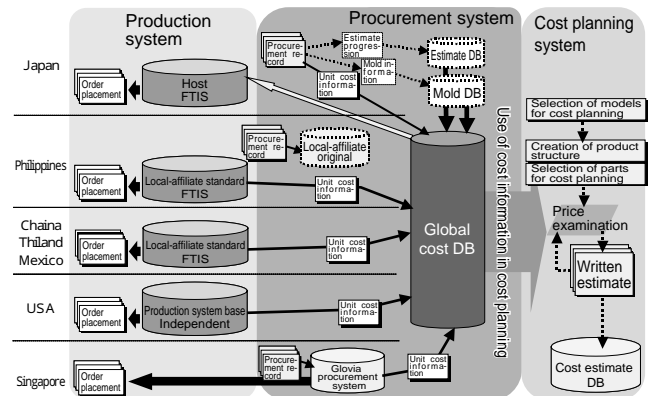 Production
system
Procurement system
Cost planning
system
Japan
Order
placement
Host
FTIS
Procure-
ment
record
Estimate
progres-
sion
Mold in-
formation
Unit cost
informa-
tion
Estimate DB
Mold DB
Philippines
Order
placement
Local-affiliate standard
FTIS
Procure-
ment re-
cord
Local-affiliate
original
Unit cost
informa-
tion
Chaina
Thiland
Mexico
Order
placement
Local-affiliate standard
FTIS
Unit cost
informa-
tion
USA
Order
placement
Production system base
Independent
Unit cost
informa-
tion
Singapore
Order
placement
Procure-
ment re-
cord
Glovia
procurement
system
Unit cost
informa-
tion
Global
cost DB
Use of cost information in cost planning
Selection of models
for cost planning
Creation of product
structure
Selection of parts
for cost planning
Price
examination
Written
estimate
Cost estimate
DB